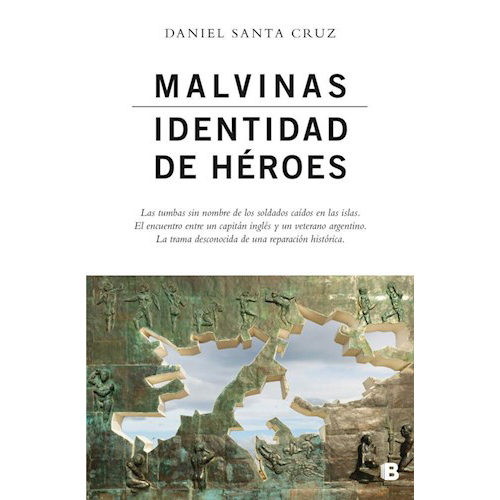 DANIEL SANTA CRUZ
MALVINAS
IDENTIDAD
DE HÉROES
Las tumbas sin nombre de los soldados caídos en las islas.
El encuentro entre un capitán inglés y un veterano argentino.
La trama desconocida de una reparación histórica.
B